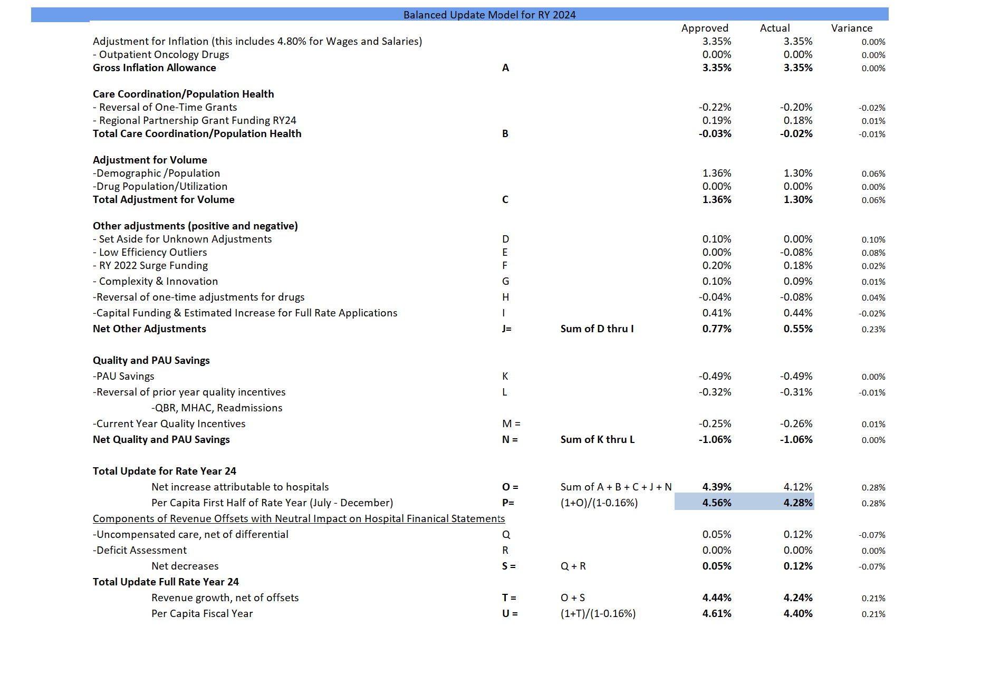 Balanced Update Model for RY 2024
Approved Actual Variance
Adjustment for Inflation (this includes 4.80% for Wages and Salaries) 3.35% 3.35% 0.00%
- Outpatient Oncology Drugs 0.00% 0.00% 0.00%
Gross Inflation Allowance A 3.35% 3.35% 0.00%
Care Coordination/Population Health
- Reversal of One-Time Grants -0.22% -0.20% -0.02%
- Regional Partnership Grant Funding RY24 0.19% 0.18% 0.01%
Total Care Coordination/Population Health B -0.03% -0.02% -0.01%
Adjustment for Volume
-Demographic /Population 1.36% 1.30% 0.06%
-Drug Population/Utilization 0.00% 0.00% 0.00%
Total Adjustment for Volume C 1.36% 1.30% 0.06%
Other adjustments (positive and negative)
- Set Aside for Unknown Adjustments D 0.10% 0.00% 0.10%
- Low Efficiency Outliers E 0.00% -0.08% 0.08%
- RY 2022 Surge Funding F 0.20% 0.18% 0.02%
- Complexity & Innovation G 0.10% 0.09% 0.01%
-Reversal of one-time adjustments for drugs H -0.04% -0.08% 0.04%
-Capital Funding & Estimated Increase for Full Rate Applications I 0.41% 0.44% -0.02%
Net Other Adjustments J= Sum of D thru I 0.77% 0.55% 0.23%
Quality and PAU Savings
-PAU Savings K -0.49% -0.49% 0.00%
-Reversal of prior year quality incentives L -0.32% -0.31% -0.01%
-QBR, MHAC, Readmissions
-Current Year Quality Incentives M = -0.25% -0.26% 0.01%
Net Quality and PAU Savings N = Sum of K thru L -1.06% -1.06% 0.00%
Total Update for Rate Year 24
Net increase attributable to hospitals O = Sum of A + B + C + J + N 4.39% 4.12% 0.28%
Per Capita First Half of Rate Year (July - December) P= (1+O)/(1-0.16%) 4.56% 4.28% 0.28%
Components of Revenue Offsets with Neutral Impact on Hospital Finanical Statements
-Uncompensated care, net of differential Q 0.05% 0.12% -0.07%
-Deficit Assessment R 0.00% 0.00% 0.00%
Net decreases S = Q + R 0.05% 0.12% -0.07%
Total Update Full Rate Year 24
Revenue growth, net of offsets T = O + S 4.44% 4.24% 0.21%
Per Capita Fiscal Year U = (1+T)/(1-0.16%) 4.61% 4.40% 0.21%